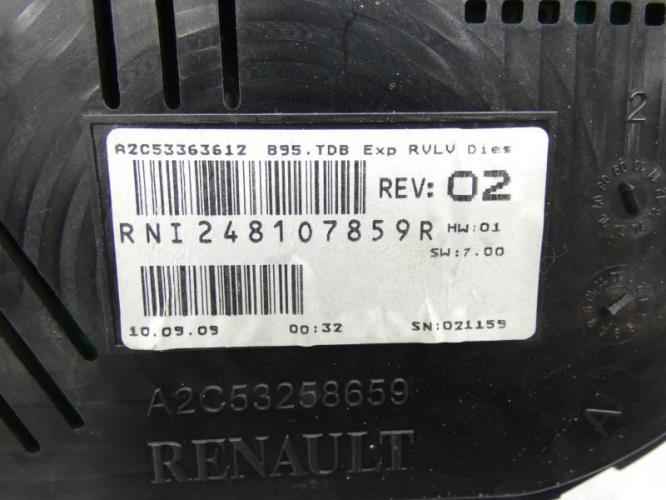 A2C53363612 B95.TDB Exp RVLV Dies
REV: 02
RNI248107859R HW:01
SW:7.00
10.09.09 00:32 SN:021159
A2C53258659
RENAULT
2
A